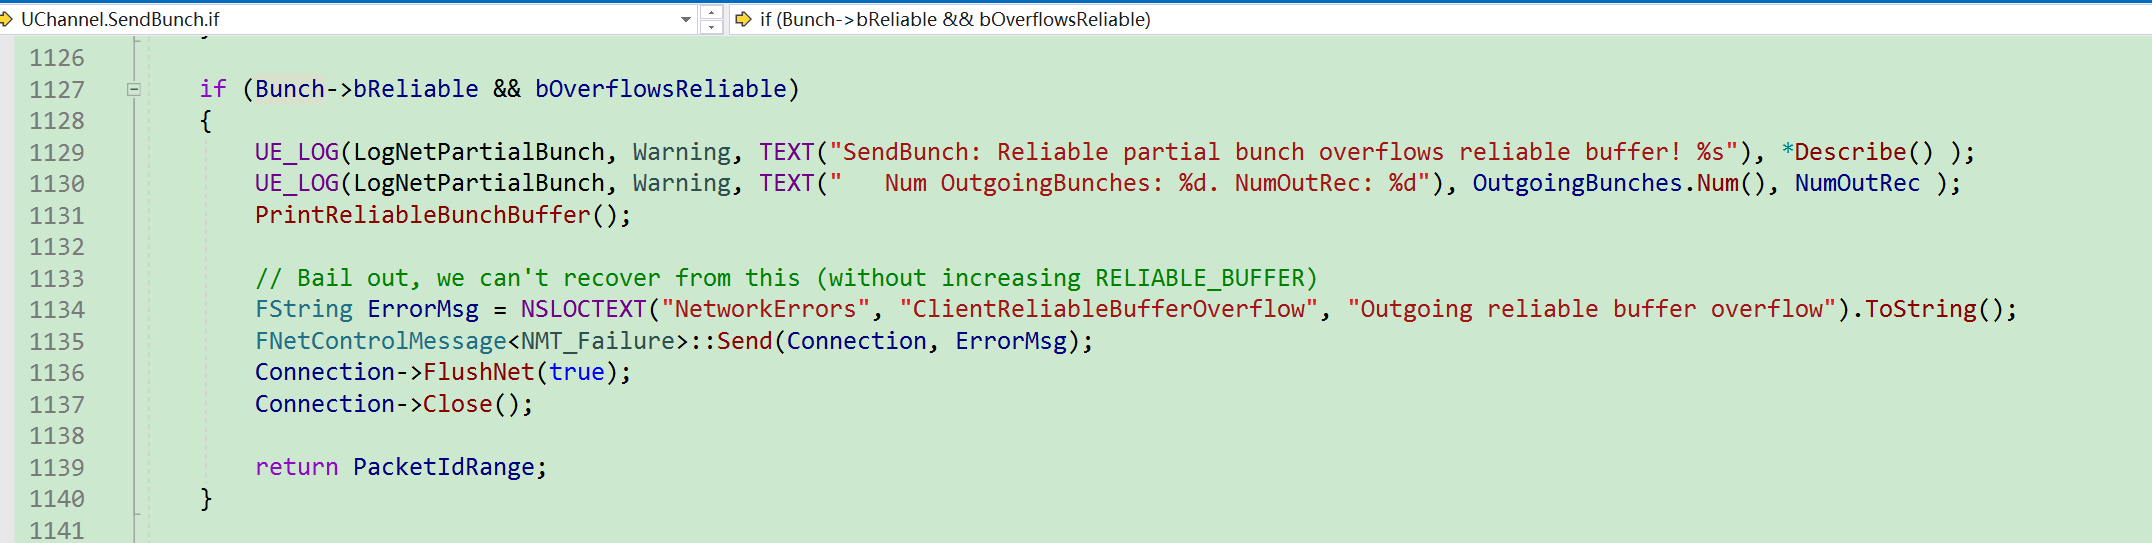 UChannel.SendBunch.if
if (Bunch->bReliable && bOverflowsReliable)
1126
1127 if (Bunch->bReliable && bOverflowsReliable)
1128 {
1129 UE_LOG(LogNetPartialBunch, Warning, TEXT("SendBunch: Reliable partial bunch overflows reliable buffer! %s"), *Describe() );
1130 UE_LOG(LogNetPartialBunch, Warning, TEXT("   Num OutgoingBunches: %d. NumOutRec: %d"), OutgoingBunches.Num(), NumOutRec );
1131 PrintReliableBunchBuffer();
1132
1133 // Bail out, we can't recover from this (without increasing RELIABLE_BUFFER)
1134 FString ErrorMsg = NSLOCTEXT("NetworkErrors", "ClientReliableBufferOverflow", "Outgoing reliable buffer overflow").ToString();
1135 FNetControlMessage<NMT_Failure>::Send(Connection, ErrorMsg);
1136 Connection->FlushNet(true);
1137 Connection->Close();
1138
1139 return PacketIdRange;
1140 }
1141